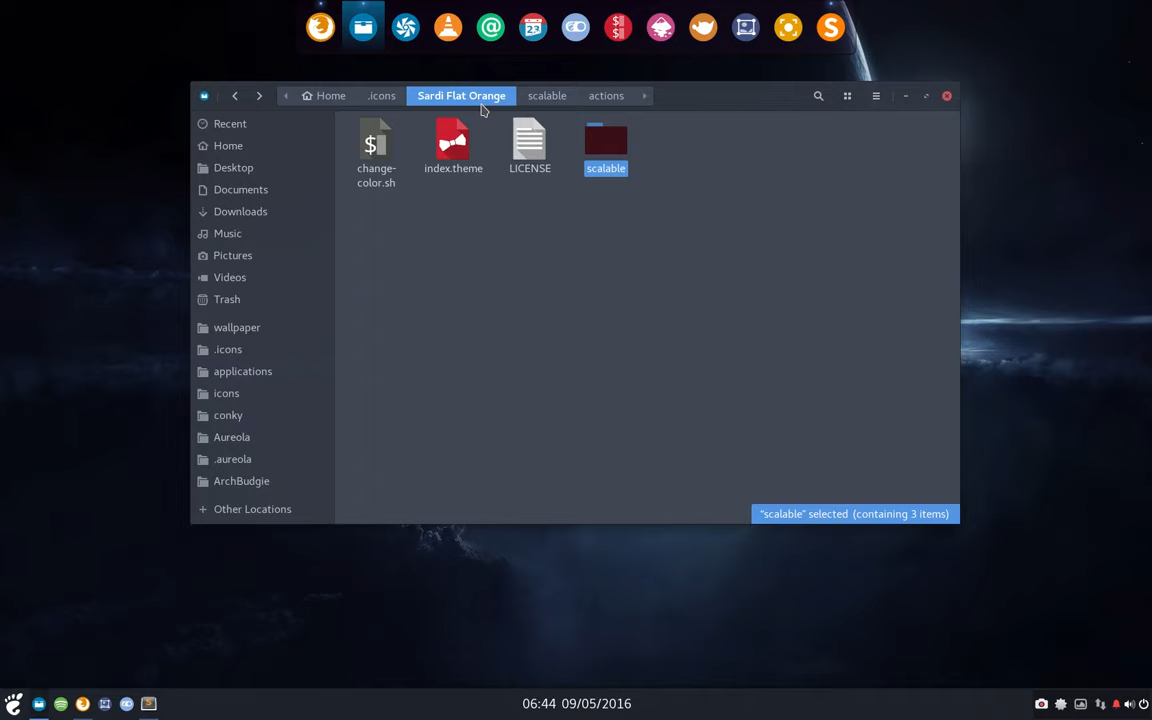 23
$
Home
.icons
Sardi Flat Orange
scalable
actions
Recent
Home
Desktop
Documents
Downloads
Music
Pictures
Videos
Trash
wallpaper
.icons
applications
icons
conky
Aureola
.aureola
ArchBudgie
+ Other Locations
$
change-
color.sh
index.theme
LICENSE
scalable
"scalable" selected (containing 3 items)
06:44 09/05/2016